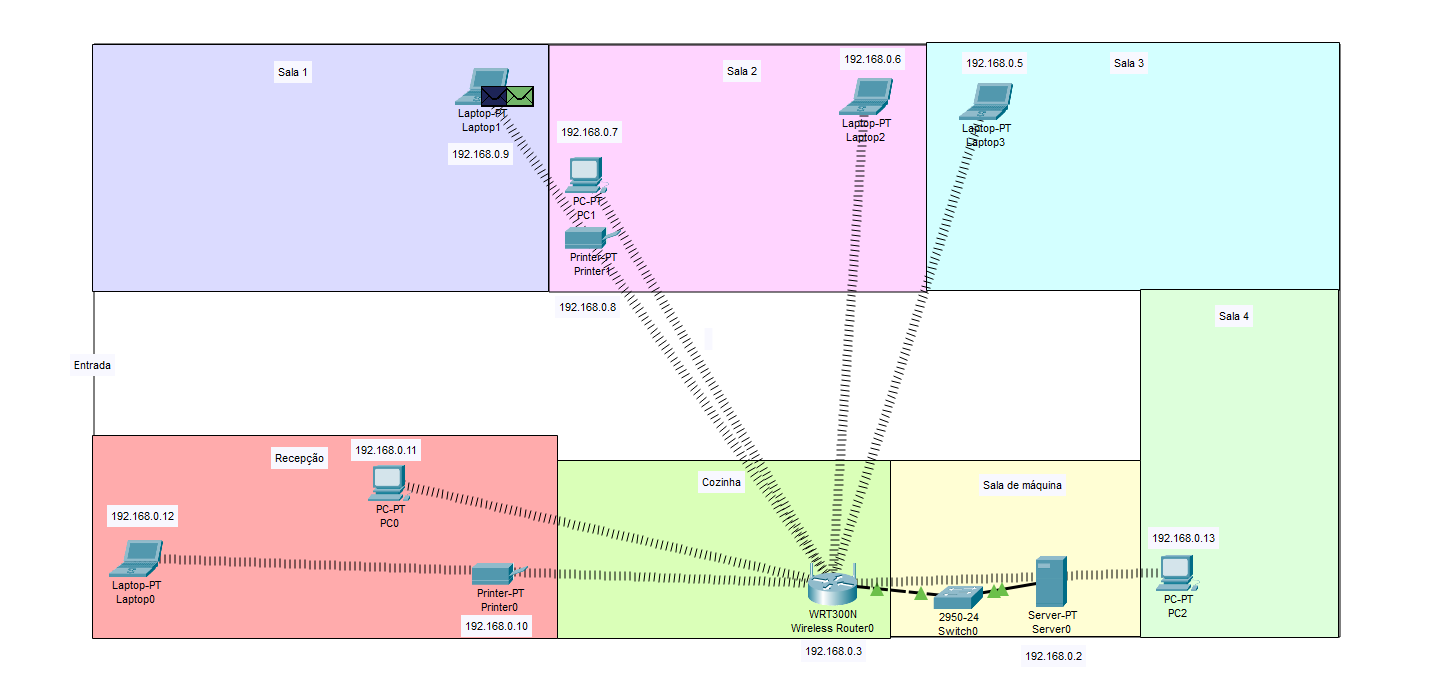 Sala 1
Laptop-PT
Laptop1
192.168.0.9
Sala 2
192.168.0.6
Laptop-PT
Laptop2
192.168.0.7
PC-PT
PC1
Printer-PT
Printer1
192.168.0.8
192.168.0.5
Sala 3
Laptop-PT
Laptop3
Sala 4
Entrada
Recepção
192.168.0.11
PC-PT
PC0
192.168.0.12
Laptop-PT
Laptop0
Printer-PT
Printer0
192.168.0.10
Cozinha
WRT300N
Wireless Router0
192.168.0.3
Sala de máquina
2950-24
Switch0
Server-PT
Server0
192.168.0.2
192.168.0.13
PC-PT
PC2